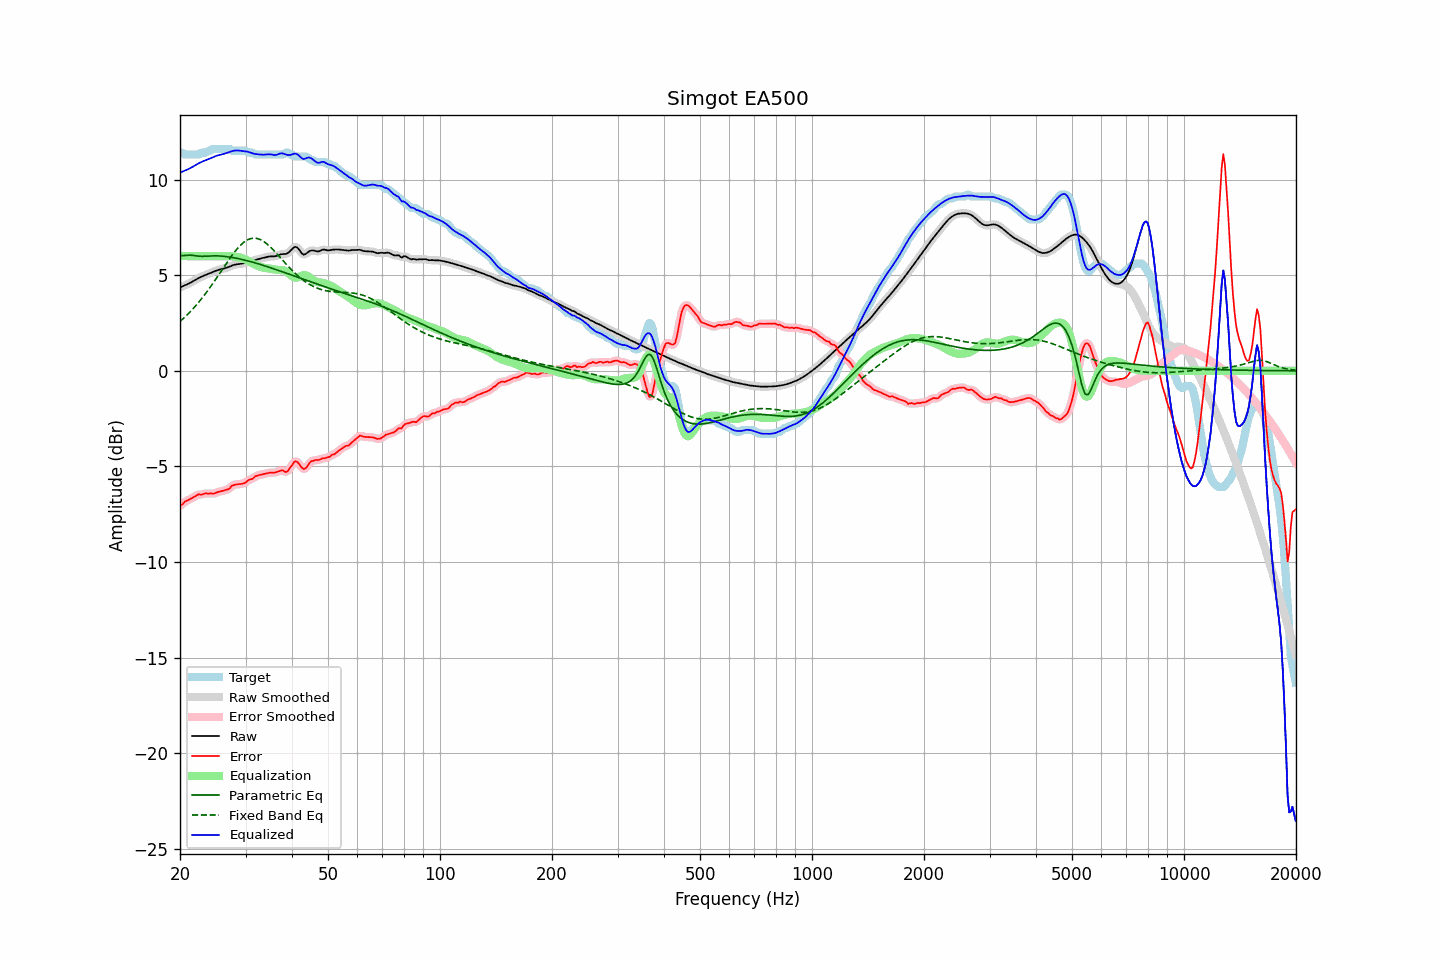 Simgot EA500
Amplitude (dBr)
10
5
0
−5
−10
−15
−20
−25
Target
Raw Smoothed
Error Smoothed
Raw
Error
Equalization
Parametric Eq
Fixed Band Eq
Equalized
20 50 100 200 500 1000 2000 5000 10000 20000
Frequency (Hz)